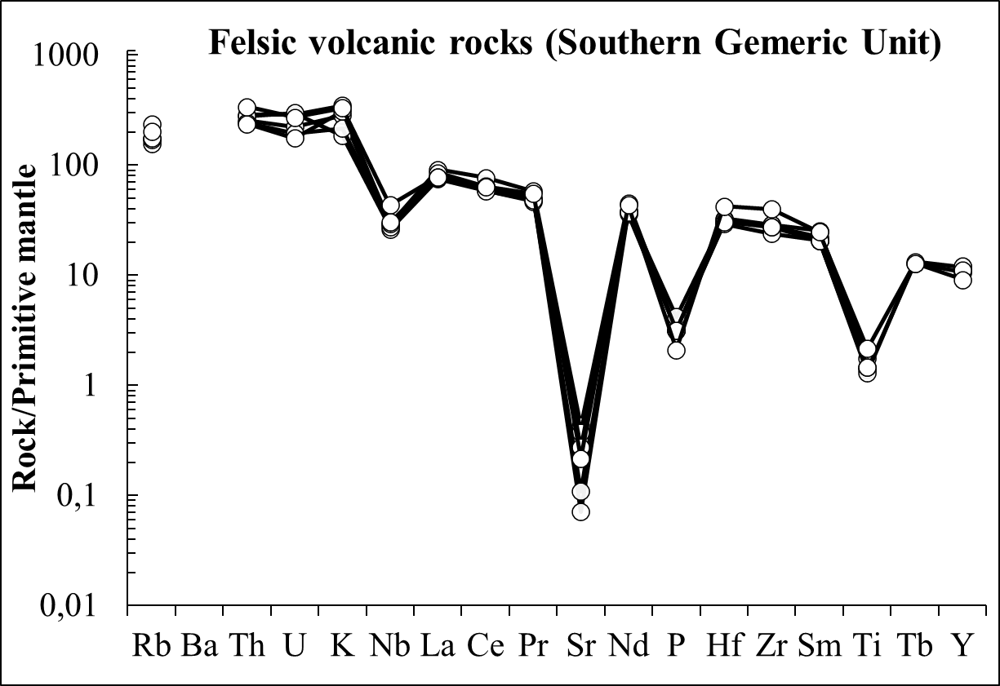 Felsic volcanic rocks (Southern Gemeric Unit)
Rock/Primitive mantle
1000
100
10
1
0,1
0,01
Rb Ba Th U K Nb La Ce Pr Sr Nd P Hf Zr Sm Ti Tb Y